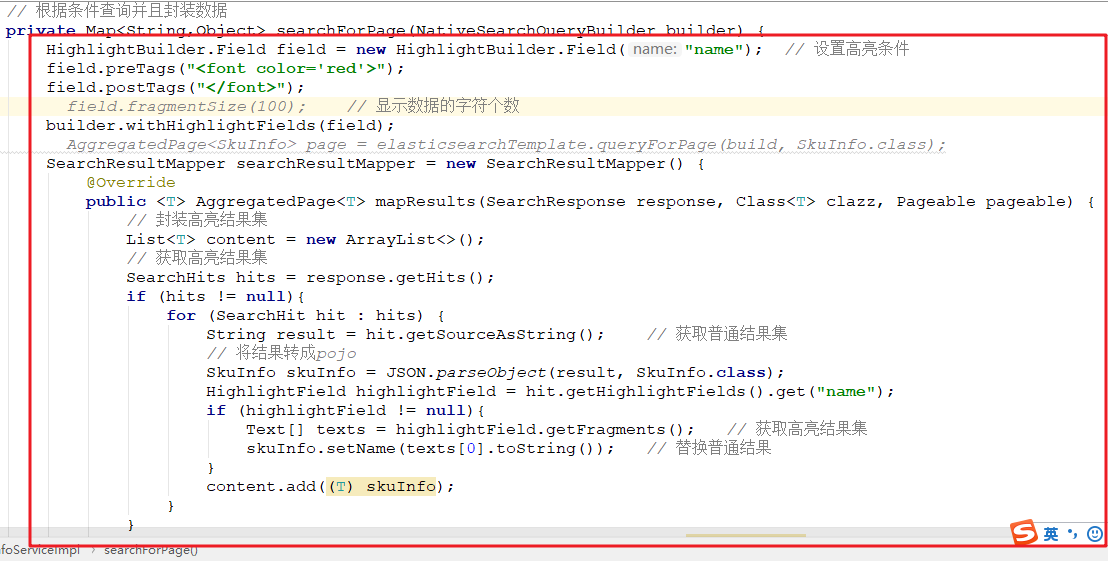 // 根据条件查询并且封装数据
private Map<String,Object> searchForPage(NativeSearchQueryBuilder builder) {
HighlightBuilder.Field field = new HighlightBuilder.Field( name: "name");  // 设置高亮条件
field.preTags("<font color='red'>");
field.postTags("</font>");
field.fragmentSize(100);    // 显示数据的字符个数
builder.withHighlightFields(field);
AggregatedPage<SkuInfo> page = elasticsearchTemplate.queryForPage(build, SkuInfo.class);
SearchResultMapper searchResultMapper = new SearchResultMapper() {
@Override
public <T> AggregatedPage<T> mapResults(SearchResponse response, Class<T> clazz, Pageable pageable) {
// 封装高亮结果集
List<T> content = new ArrayList<>();
// 获取高亮结果集
SearchHits hits = response.getHits();
if (hits != null){
for (SearchHit hit : hits) {
String result = hit.getSourceAsString();    // 获取普通结果集
// 将结果转成pojo
SkuInfo skuInfo = JSON.parseObject(result, SkuInfo.class);
HighlightField highlightField = hit.getHighlightFields().get("name");
if (highlightField != null){
Text[] texts = highlightField.getFragments();   // 获取高亮结果集
skuInfo.setName(texts[0].toString());   // 替换普通结果
}
content.add((T) skuInfo);
}
}
foServiceImpl › searchForPage()
S 英